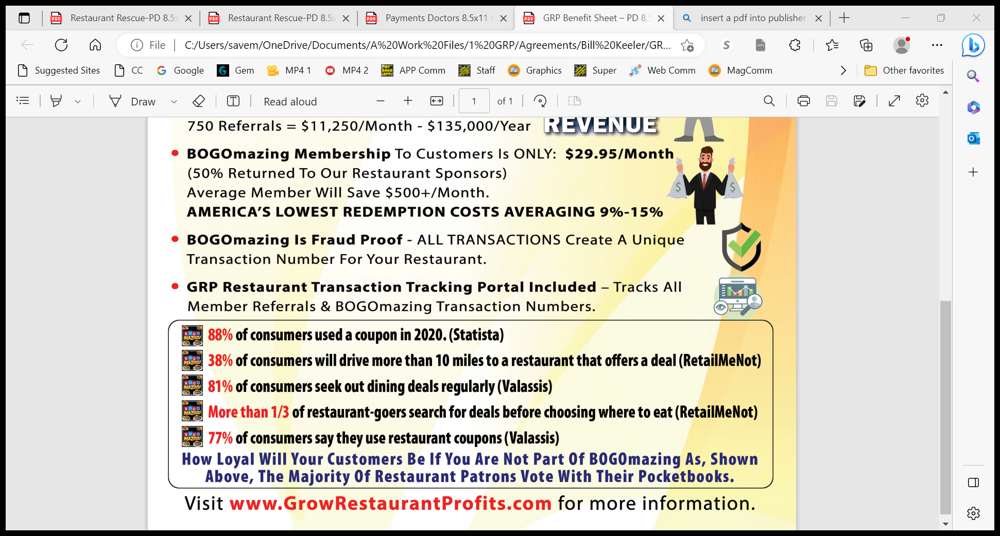 Restaurant Rescue-PD 8.5x
Restaurant Rescue-PD 8.5x
Payments Doctors 8.5x11
GRP Benefit Sheet – PD 8.5
insert a pdf into publisher
File
C:/Users/savem/OneDrive/Documents/A%20Work%20Files/1%20GRP/Agreements/Bill%20Keeler/GR...
Suggested Sites
CC
Google
Gem
MP4 1
MP4 2
APP Comm
Staff
Graphics
Super
Web Comm
MagComm
Other favorites
Draw
Read aloud
1
of 1
750 Referrals = $11,250/Month - $135,000/Year
REVENUE
BOGOmazing Membership To Customers Is ONLY: $29.95/Month
(50% Returned To Our Restaurant Sponsors)
Average Member Will Save $500+/Month.
AMERICA'S LOWEST REDEMPTION COSTS AVERAGING 9%-15%
BOGOmazing Is Fraud Proof - ALL TRANSACTIONS Create A Unique
Transaction Number For Your Restaurant.
GRP Restaurant Transaction Tracking Portal Included – Tracks All
Member Referrals & BOGOmazing Transaction Numbers.
88% of consumers used a coupon in 2020. (Statista)
38% of consumers will drive more than 10 miles to a restaurant that offers a deal (RetailMeNot)
81% of consumers seek out dining deals regularly (Valassis)
More than 1/3 of restaurant-goers search for deals before choosing where to eat (RetailMeNot)
77% of consumers say they use restaurant coupons (Valassis)
How Loyal Will Your Customers Be If You Are Not Part Of BOGOmazing As, Shown
Above, The Majority Of Restaurant Patrons Vote With Their Pocketbooks.
Visit www.GrowRestaurantProfits.com for more information.